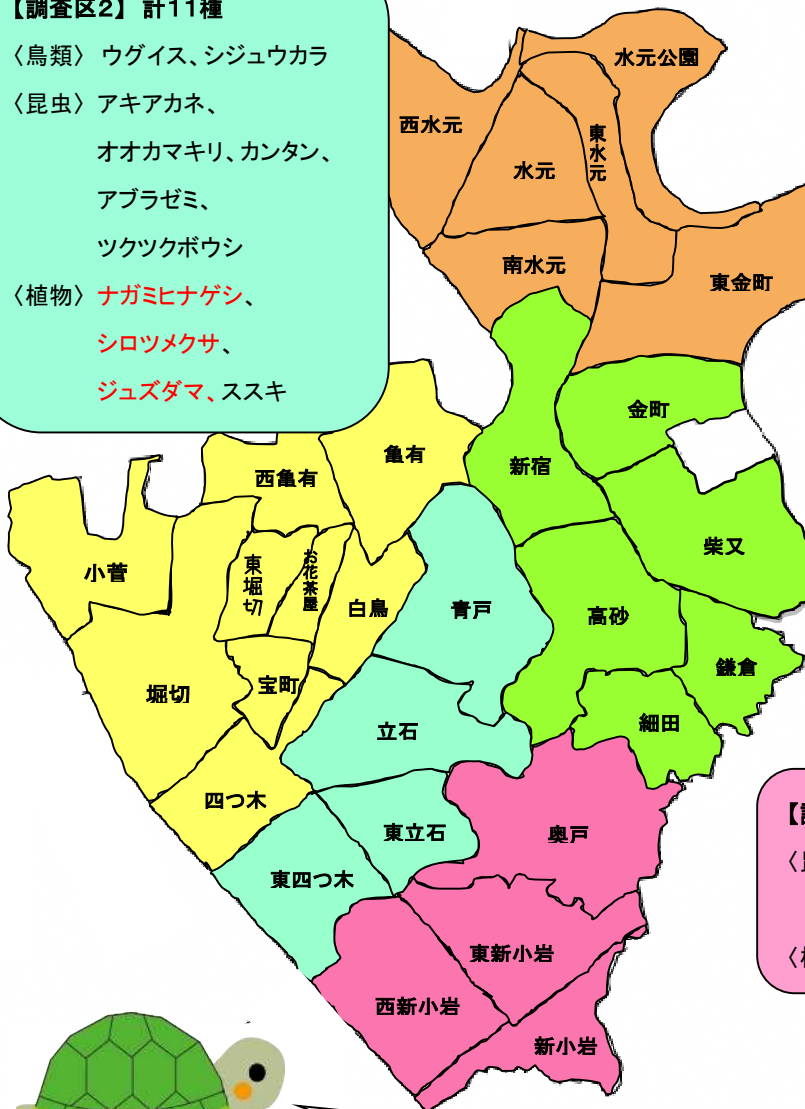 【調査区2】 計11種
〈鳥類〉 ウグイス、シジュウカラ
〈昆虫〉 アキアカネ、
オオカマキリ、カンタン、
アブラゼミ、
ツクツクボウシ
〈植物〉 ナガミヒナゲシ、
シロツメクサ、
ジュズダマ、ススキ
水元公園
西水元
東水元
水元
南水元
東金町
金町
亀有
新宿
西亀有
柴又
小菅
東堀切
お花茶屋
白鳥
青戸
高砂
鎌倉
堀切
宝町
細田
立石
四つ木
東立石
奥戸
東四つ木
東新小岩
西新小岩
新小岩